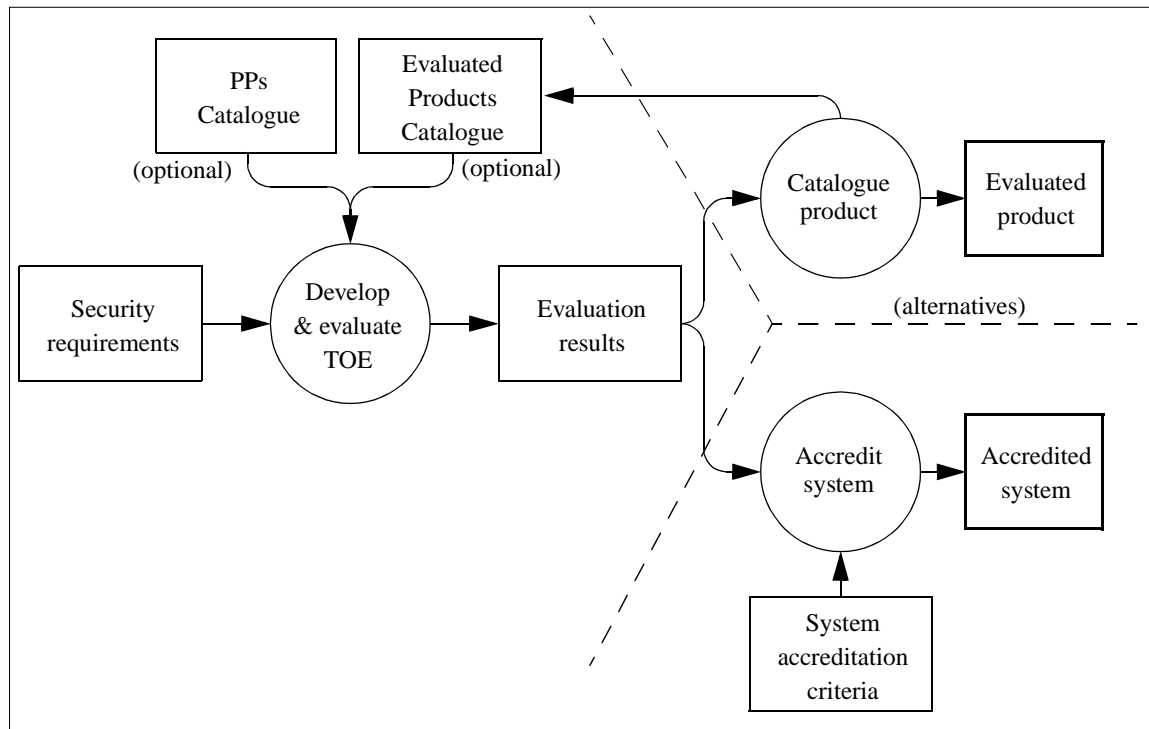 PPs
Catalogue
Evaluated
Products
Catalogue
(optional)
(optional)
Catalogue
product
Evaluated
product
Security
requirements
Develop
& evaluate
TOE
Evaluation
results
(alternatives)
Accredit
system
Accredited
system
System
accreditation
criteria